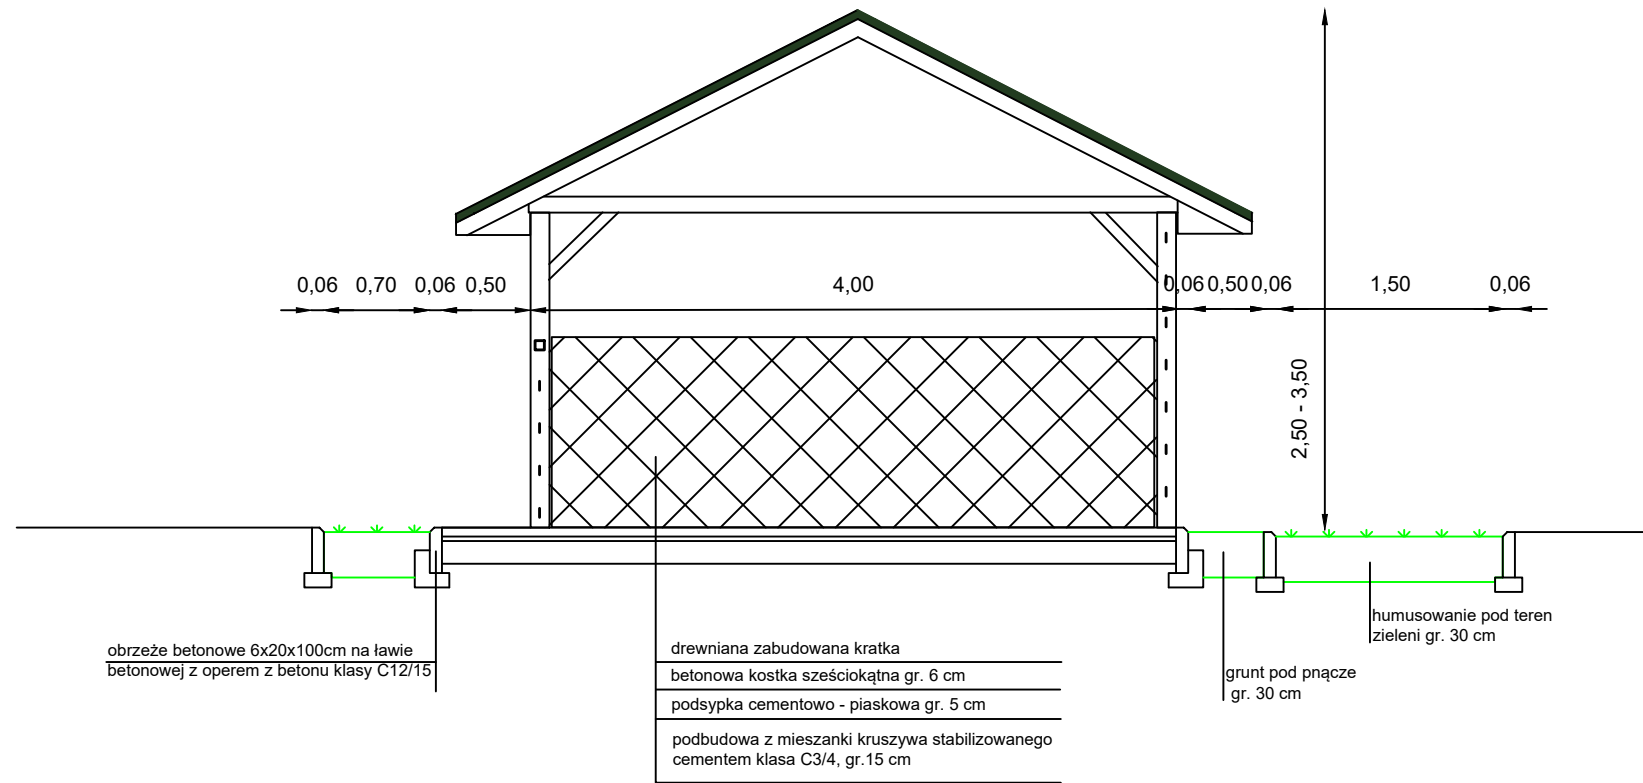 0,06 0,70 0,06 0,50 4,00 0,06 0,50 0,06 1,50 0,06
2,50 - 3,50
obrzeże betonowe 6x20x100cm na ławie
betonowej z operem z betonu klasy C12/15
drewniana zabudowana kratka
betonowa kostka sześciokątna gr. 6 cm
podsypka cementowo - piaskowa gr. 5 cm
podbudowa z mieszanki kruszywa stabilizowanego
cementem klasa C3/4, gr.15 cm
grunt pod pnącze
gr. 30 cm
humusowanie pod teren
zieleni gr. 30 cm